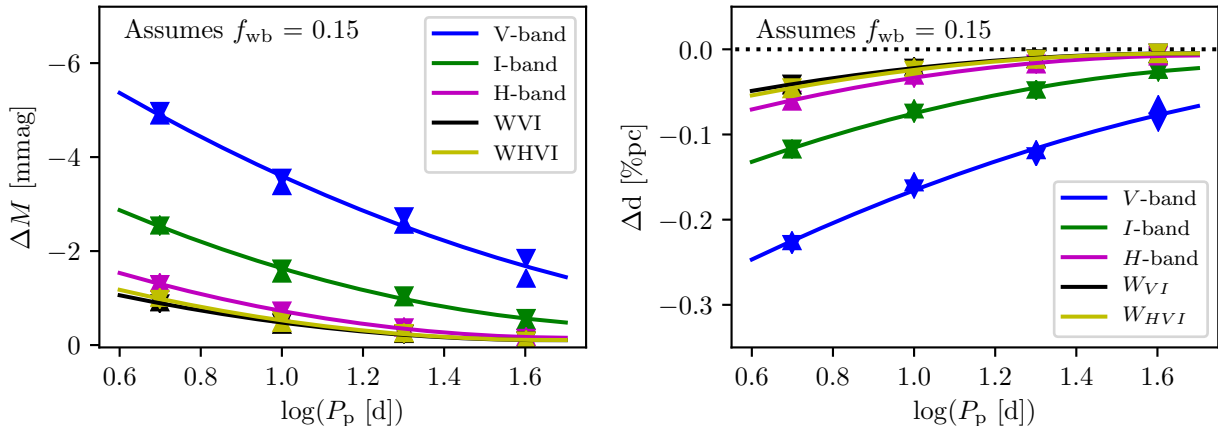 Assumes f_wb = 0.15
V-band
I-band
H-band
WVI
WHVI
ΔM [mmag]
−6
−4
−2
0
0.6 0.8 1.0 1.2 1.4 1.6
log(P_p [d])
Assumes f_wb = 0.15
V-band
I-band
H-band
W_VI
W_HVI
Δd [%pc]
0.0
−0.1
−0.2
−0.3
0.6 0.8 1.0 1.2 1.4 1.6
log(P_p [d])